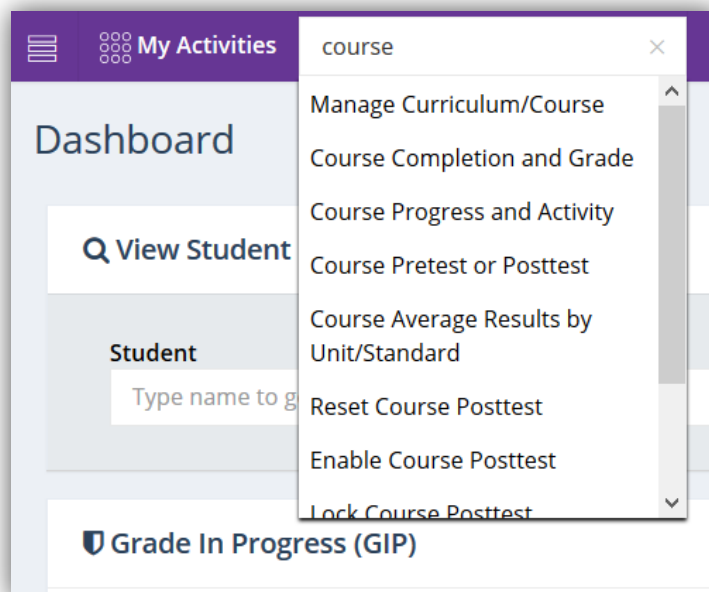 My Activities
course
Dashboard
Manage Curriculum/Course
Course Completion and Grade
Course Progress and Activity
Course Pretest or Posttest
Course Average Results by
Unit/Standard
Reset Course Posttest
Enable Course Posttest
Lock Course Posttest
View Student
Student
Type name to g
Grade In Progress (GIP)